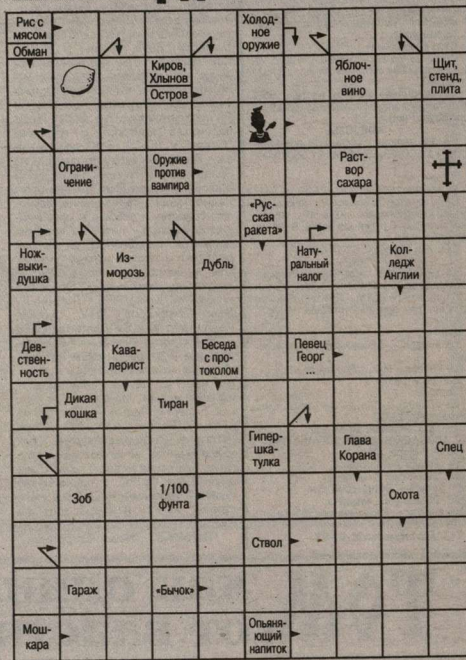 Рис с
мясом
Обман
Холод-
ное
оружие
Киров,
Хлынов
Остров
Яблоч-
ное
вино
Щит,
стенд,
плита
Ограни-
чение
Оружие
против
вампира
Раст-
вор
сахара
«Рус-
ская
ракета»
Нож-
выки-
душка
Из-
морозь
Дубль
Нату-
ральный
налог
Кол-
ледж
Англии
Дев-
ствен-
ность
Кава-
лерист
Беседа
с про-
токолом
Певец
Георг
...
Дикая
кошка
Тиран
Гипер-
шка-
тулка
Глава
Корана
Спец
Зоб
1/100
фунта
Охота
Ствол
Гараж
«Бычок»
Мош-
кара
Опьяня-
ющий
напиток